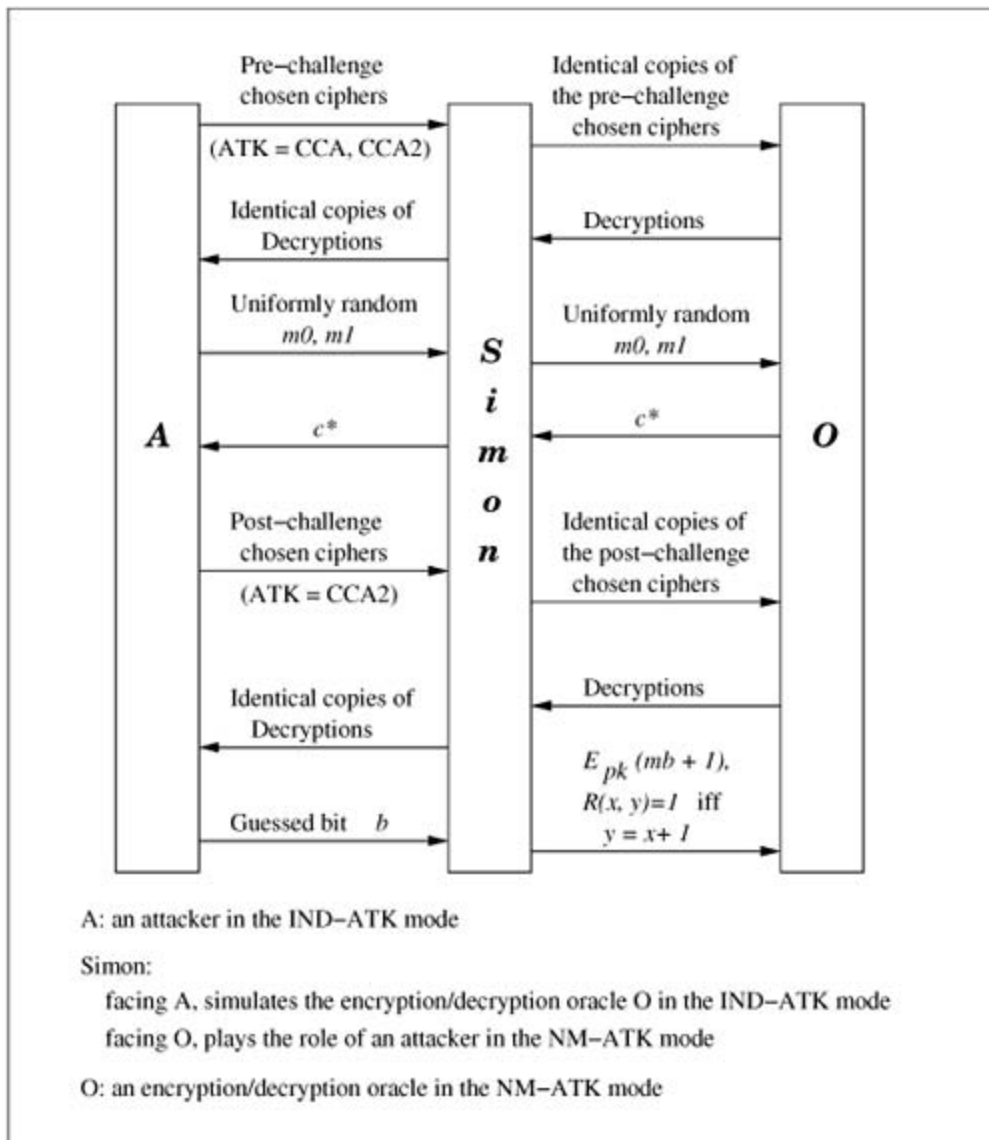 Pre–challenge
chosen ciphers
(ATK = CCA, CCA2)
Identical copies of
the pre–challenge
chosen ciphers
Identical copies of
Decryptions
Decryptions
Uniformly random
m0, m1
Uniformly random
m0, m1
c*
c*
A
S
i
m
o
n
O
Post–challenge
chosen ciphers
(ATK = CCA2)
Identical copies of
the post–challenge
chosen ciphers
Identical copies of
Decryptions
Decryptions
Guessed bit b
E pk (mb + 1),
R(x, y)=1 iff
y = x+ 1
A: an attacker in the IND–ATK mode
Simon:
facing A, simulates the encryption/decryption oracle O in the IND–ATK mode
facing O, plays the role of an attacker in the NM–ATK mode
O: an encryption/decryption oracle in the NM–ATK mode